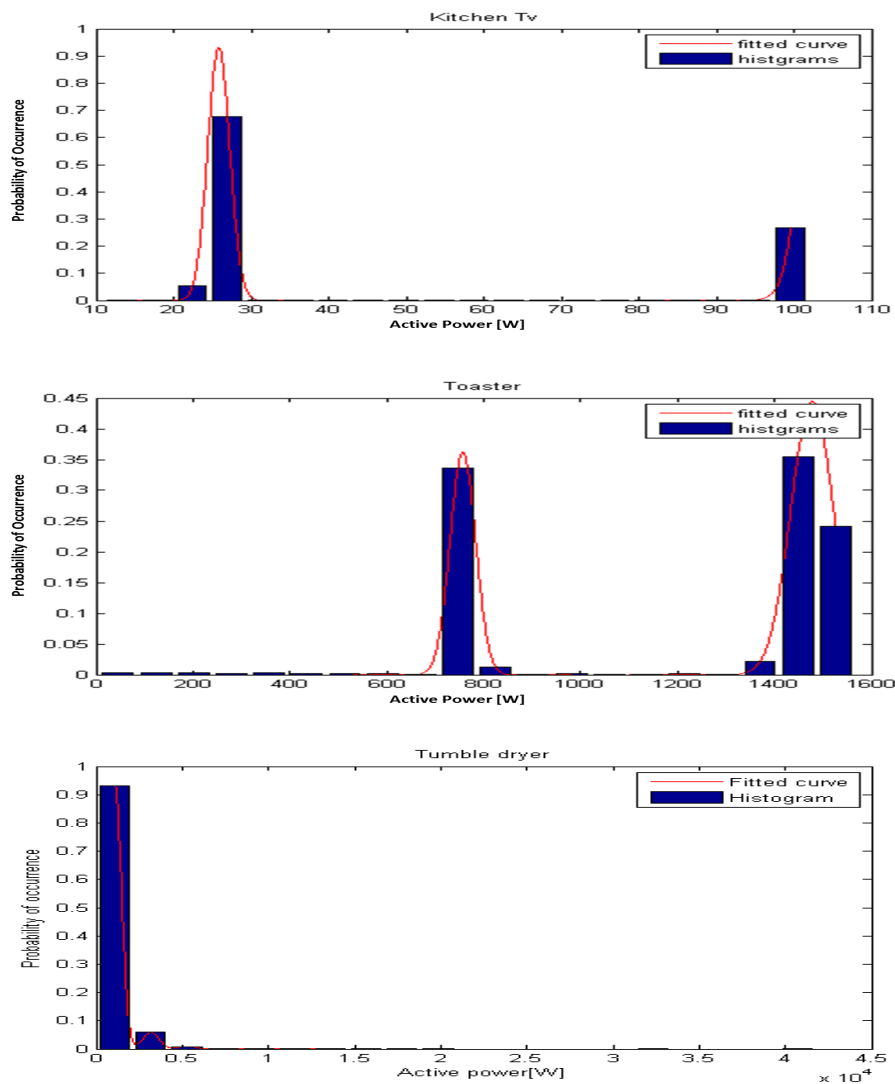 Kitchen Tv
1
0.9
0.8
0.7
0.6
0.5
0.4
0.3
0.2
0.1
0
Probability of Occurrence
fitted curve
histgrams
10 20 30 40 50 60 70 80 90 100 110
Active Power [W]
Toaster
0.45
0.4
0.35
0.3
0.25
0.2
0.15
0.1
0.05
0
Probability of Occurrence
fitted curve
histgrams
0 200 400 600 800 1000 1200 1400 1600
Active Power [W]
Tumble dryer
1
0.9
0.8
0.7
0.6
0.5
0.4
0.3
0.2
0.1
0
Probability of occurrence
Fitted curve
Histogram
0 0.5 1 1.5 2 2.5 3 3.5 4 4.5
Active power[W]
x 10^4